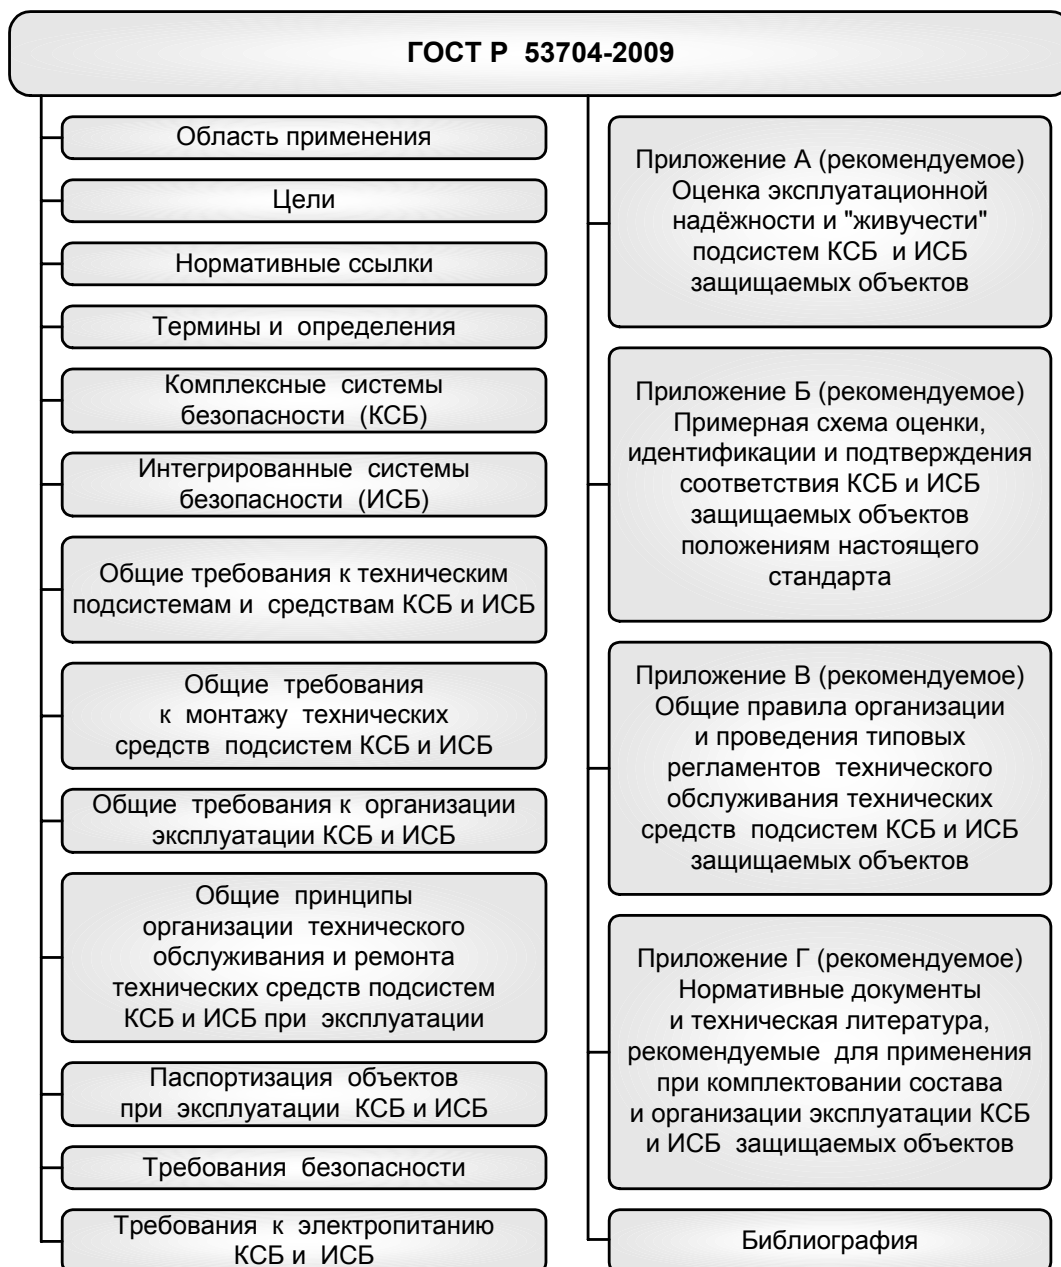 ГОСТ Р 53704-2009
Область применения
Цели
Нормативные ссылки
Термины и определения
Комплексные системы
безопасности (КСБ)
Интегрированные системы
безопасности (ИСБ)
Общие требования к техническим
подсистемам и средствам КСБ и ИСБ
Общие требования
к монтажу технических
средств подсистем КСБ и ИСБ
Общие требования к организации
эксплуатации КСБ и ИСБ
Общие принципы
организации технического
обслуживания и ремонта
технических средств подсистем
КСБ и ИСБ при эксплуатации
Паспортизация объектов
при эксплуатации КСБ и ИСБ
Требования безопасности
Требования к электропитанию
КСБ и ИСБ
Приложение А (рекомендуемое)
Оценка эксплуатационной
надёжности и "живучести"
подсистем КСБ и ИСБ
защищаемых объектов
Приложение Б (рекомендуемое)
Примерная схема оценки,
идентификации и подтверждения
соответствия КСБ и ИСБ
защищаемых объектов
положениям настоящего
стандарта
Приложение В (рекомендуемое)
Общие правила организации
и проведения типовых
регламентов технического
обслуживания технических
средств подсистем КСБ и ИСБ
защищаемых объектов
Приложение Г (рекомендуемое)
Нормативные документы
и техническая литература,
рекомендуемые для применения
при комплектовании состава
и организации эксплуатации КСБ
и ИСБ защищаемых объектов
Библиография